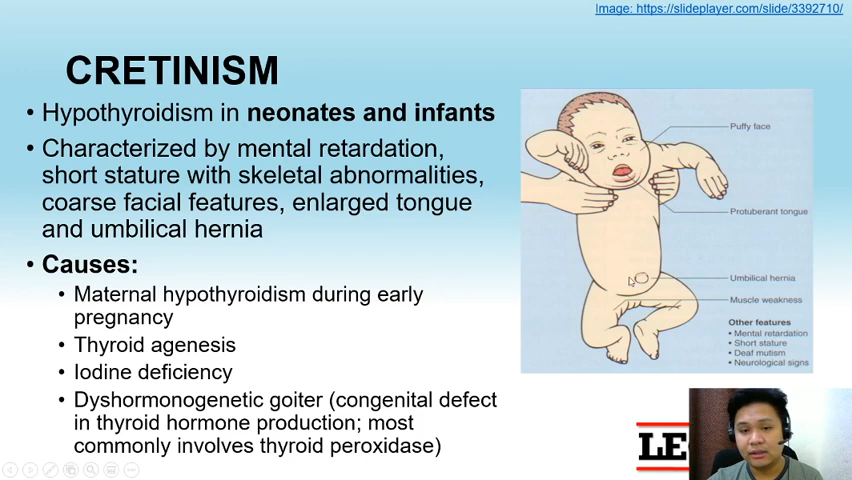 Image: https://slideplayer.com/slide/3392710/
CRETINISM
• Hypothyroidism in neonates and infants
• Characterized by mental retardation,
short stature with skeletal abnormalities,
coarse facial features, enlarged tongue
and umbilical hernia
• Causes:
• Maternal hypothyroidism during early
pregnancy
• Thyroid agenesis
• Iodine deficiency
• Dyshormonogenetic goiter (congenital defect
in thyroid hormone production; most
commonly involves thyroid peroxidase)
Puffy face
Protuberant tongue
Umbilical hernia
Muscle weakness
Other features
• Mental retardation
• Short stature
• Deaf mutism
• Neurological signs